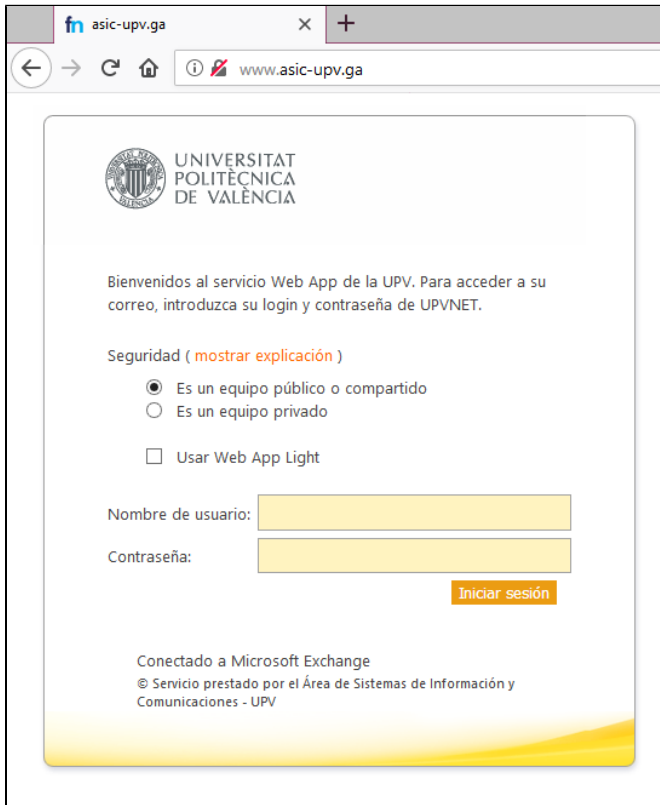 asic-upv.ga
www.asic-upv.ga
UNIVERSITAT
POLITÈCNICA
DE VALÈNCIA
Bienvenidos al servicio Web App de la UPV. Para acceder a su
correo, introduzca su login y contraseña de UPVNET.
Seguridad ( mostrar explicación )
Es un equipo público o compartido
Es un equipo privado
Usar Web App Light
Nombre de usuario:
Contraseña:
Iniciar sesión
Conectado a Microsoft Exchange
© Servicio prestado por el Área de Sistemas de Información y
Comunicaciones - UPV